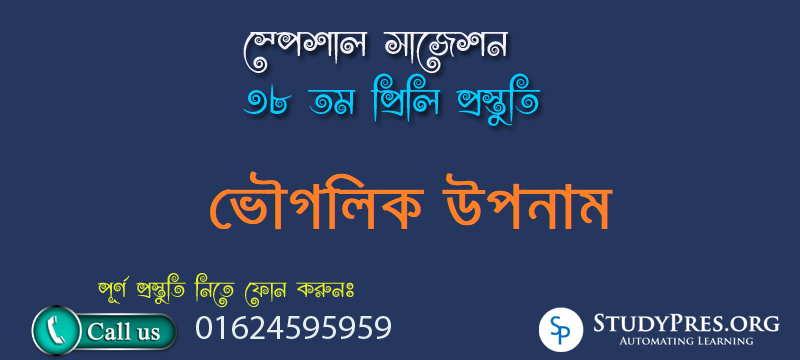 স্পেশাল সাজেশন
৩৮ তম প্রিলি প্রস্তুতি
ভৌগলিক উপনাম
পূর্ণ প্রস্তুতি নিতে ফোন করুনঃ
Call us 01624595959
SP STUDYPRES.ORG
AUTOMATING LEARNING